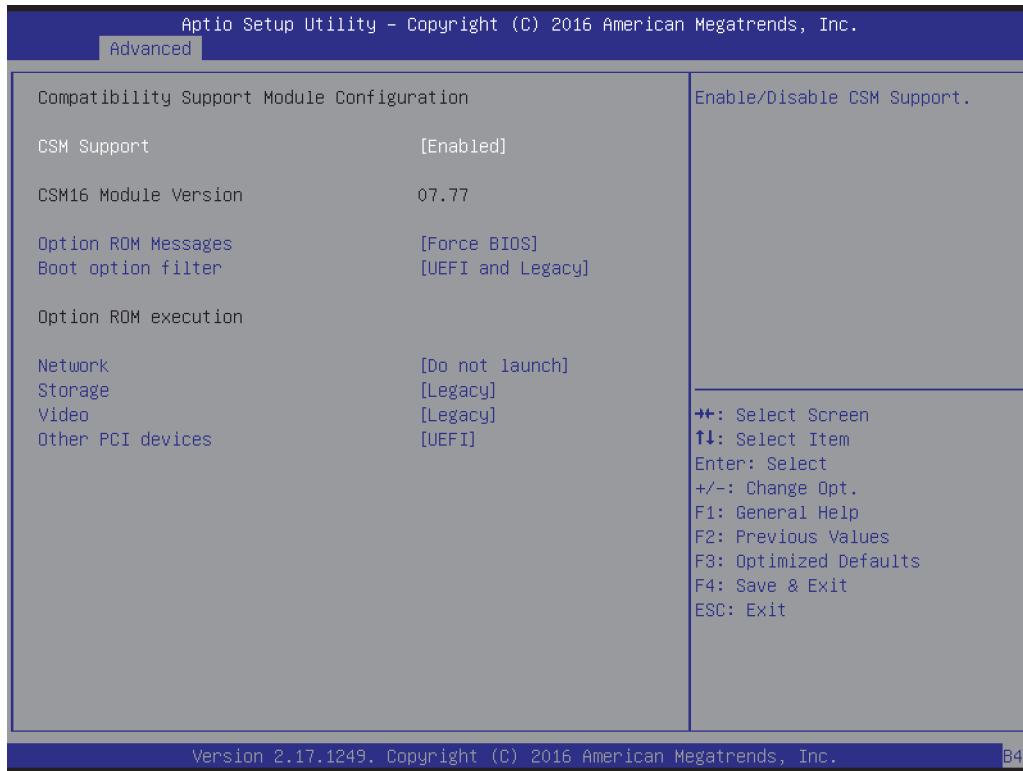 Aptio Setup Utility – Copyright (C) 2016 American Megatrends, Inc.
Advanced
Compatibility Support Module Configuration
CSM Support [Enabled]
CSM16 Module Version 07.77
Option ROM Messages [Force BIOS]
Boot option filter [UEFI and Legacy]
Option ROM execution
Network [Do not launch]
Storage [Legacy]
Video [Legacy]
Other PCI devices [UEFI]
Enable/Disable CSM Support.
→←: Select Screen
↑↓: Select Item
Enter: Select
+/-: Change Opt.
F1: General Help
F2: Previous Values
F3: Optimized Defaults
F4: Save & Exit
ESC: Exit
Version 2.17.1249. Copyright (C) 2016 American Megatrends, Inc.
B4